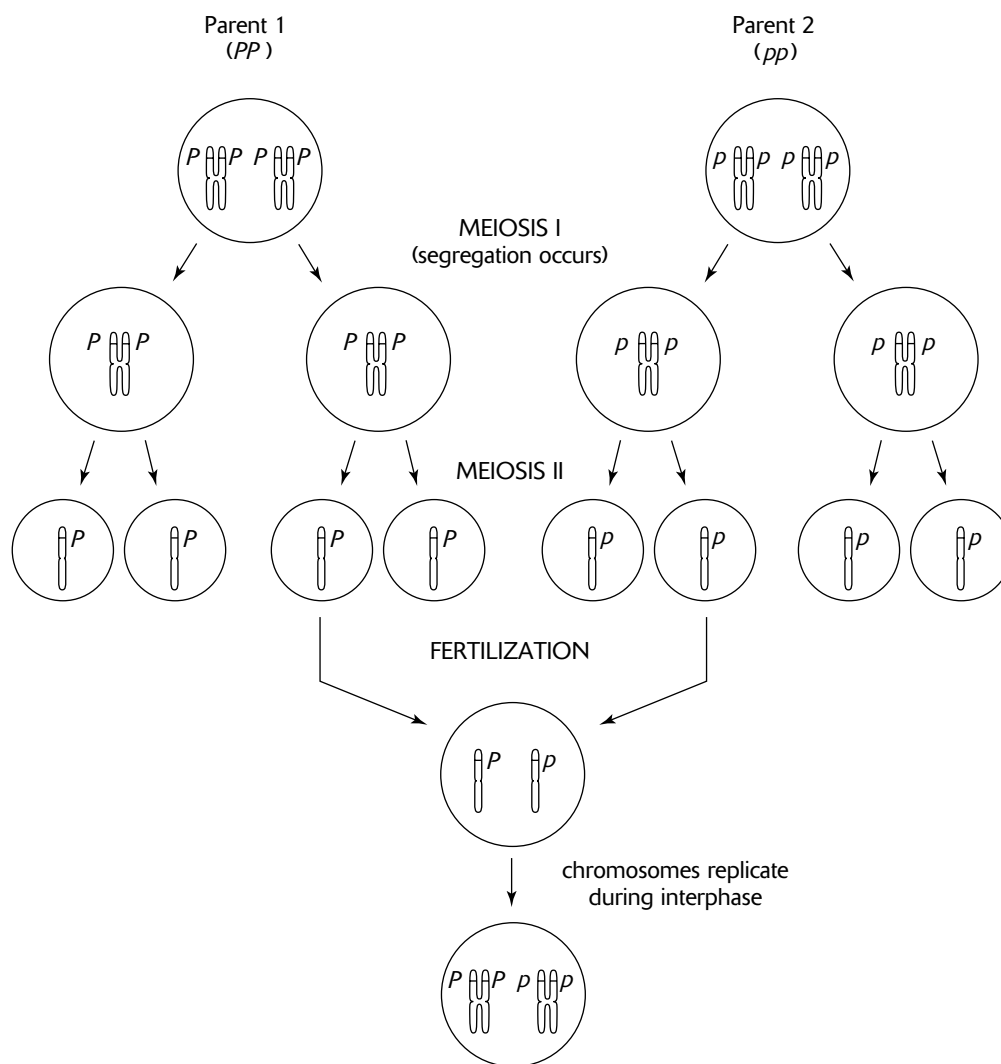 Parent 1
(PP)
Parent 2
(pp)
P P P P
p p p p
MEIOSIS I
(segregation occurs)
P P
P P
p p
p p
MEIOSIS II
P
P
P
P
p
p
p
p
FERTILIZATION
P
p
chromosomes replicate
during interphase
P P p p